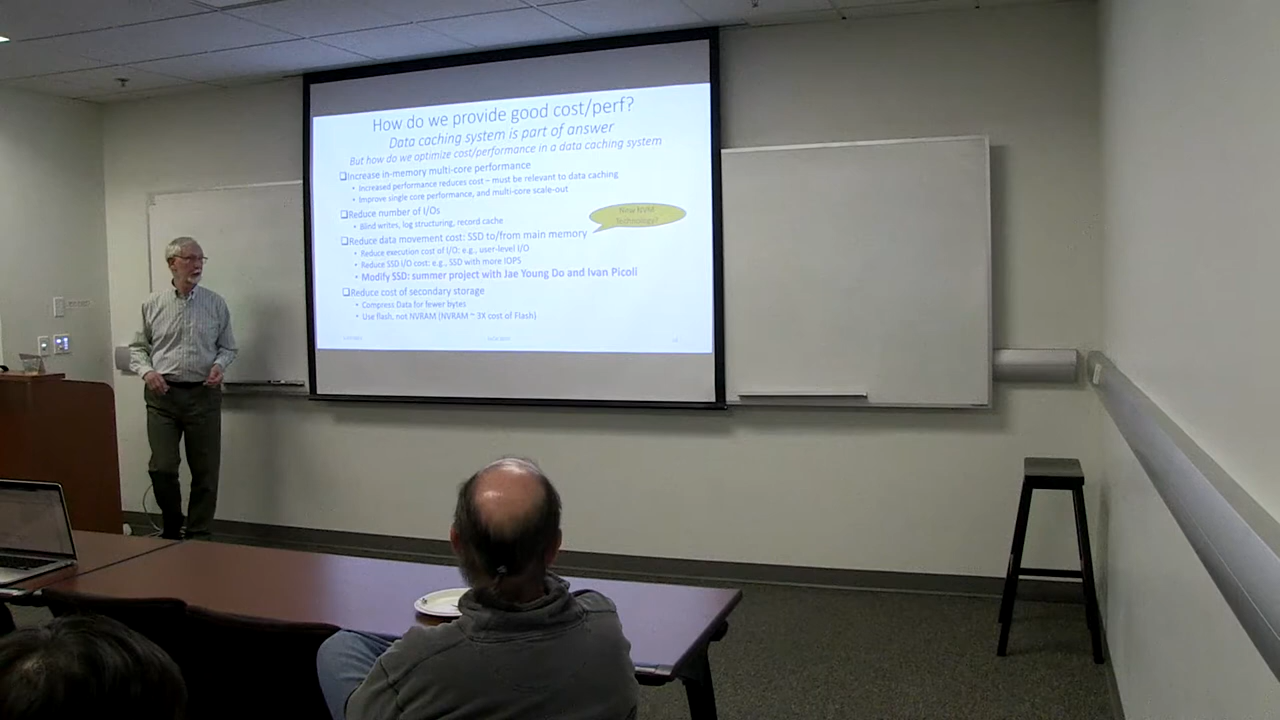 How do we provide good cost/perf?
Data caching system is part of answer
But how do we optimize cost/performance in a data caching system
❑Increase in-memory multi-core performance
• Increased performance reduces cost – must be relevant to data caching
• Improve single core performance, and multi-core scale-out
❑Reduce number of I/Os
• Blind writes, log structuring, record cache
New NVM
Technology?
❑Reduce data movement cost: SSD to/from main memory
• Reduce execution cost of I/O: e.g., user-level I/O
• Reduce SSD I/O cost: e.g., SSD with more IOPS
• Modify SSD: summer project with Jae Young Do and Ivan Picoli
❑Reduce cost of secondary storage
• Compress Data for fewer bytes
• Use flash, not NVRAM (NVRAM ~ 3X cost of Flash)